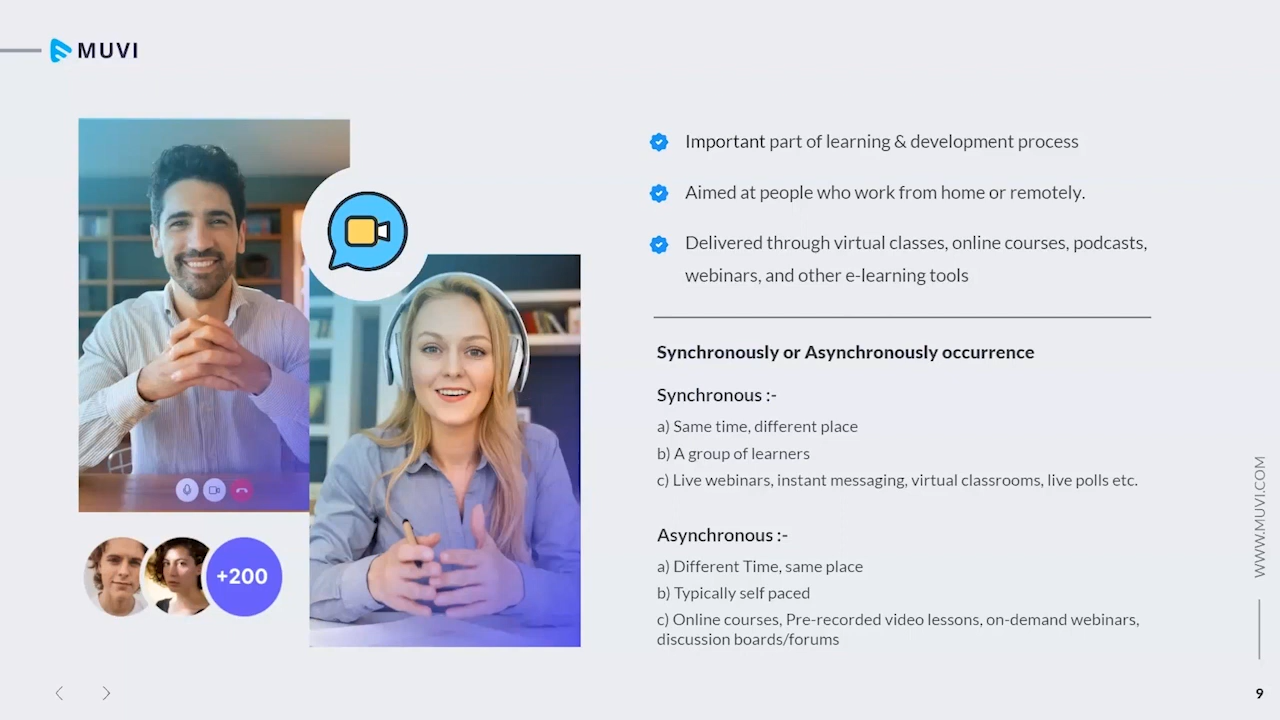 MUVI
Important part of learning & development process
Aimed at people who work from home or remotely.
Delivered through virtual classes, online courses, podcasts,
webinars, and other e-learning tools
Synchronously or Asynchronously occurrence
Synchronous :-
a) Same time, different place
b) A group of learners
c) Live webinars, instant messaging, virtual classrooms, live polls etc.
Asynchronous :-
a) Different Time, same place
b) Typically self paced
c) Online courses, Pre-recorded video lessons, on-demand webinars,
discussion boards/forums
+200
WWW.MUVI.COM
9